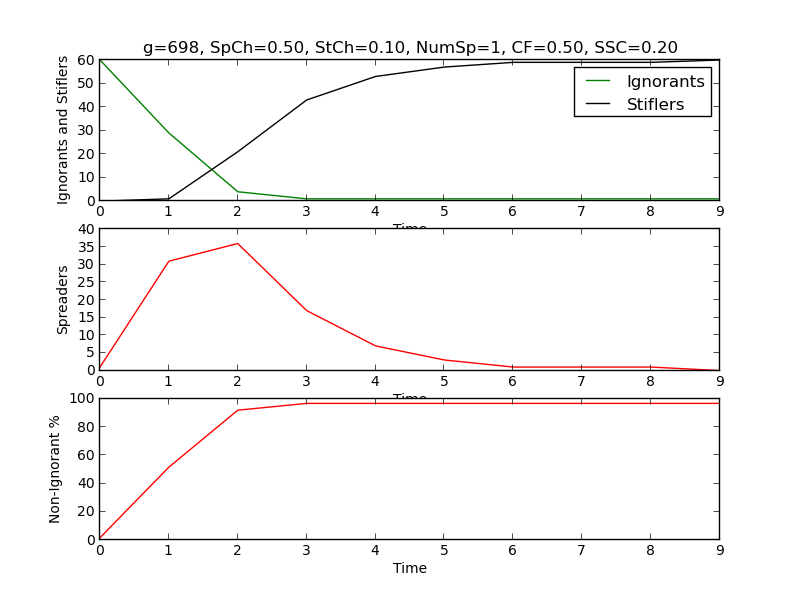 g=698, SpCh=0.50, StCh=0.10, NumSp=1, CF=0.50, SSC=0.20
Ignorants and Stiflers
60
50
40
30
20
10
0
Ignorants
Stiflers
0 1 2 3 4 5 6 7 8 9
Time
Spreaders
40
35
30
25
20
15
10
5
0
0 1 2 3 4 5 6 7 8 9
Time
Non-Ignorant %
100
80
60
40
20
0
0 1 2 3 4 5 6 7 8 9
Time